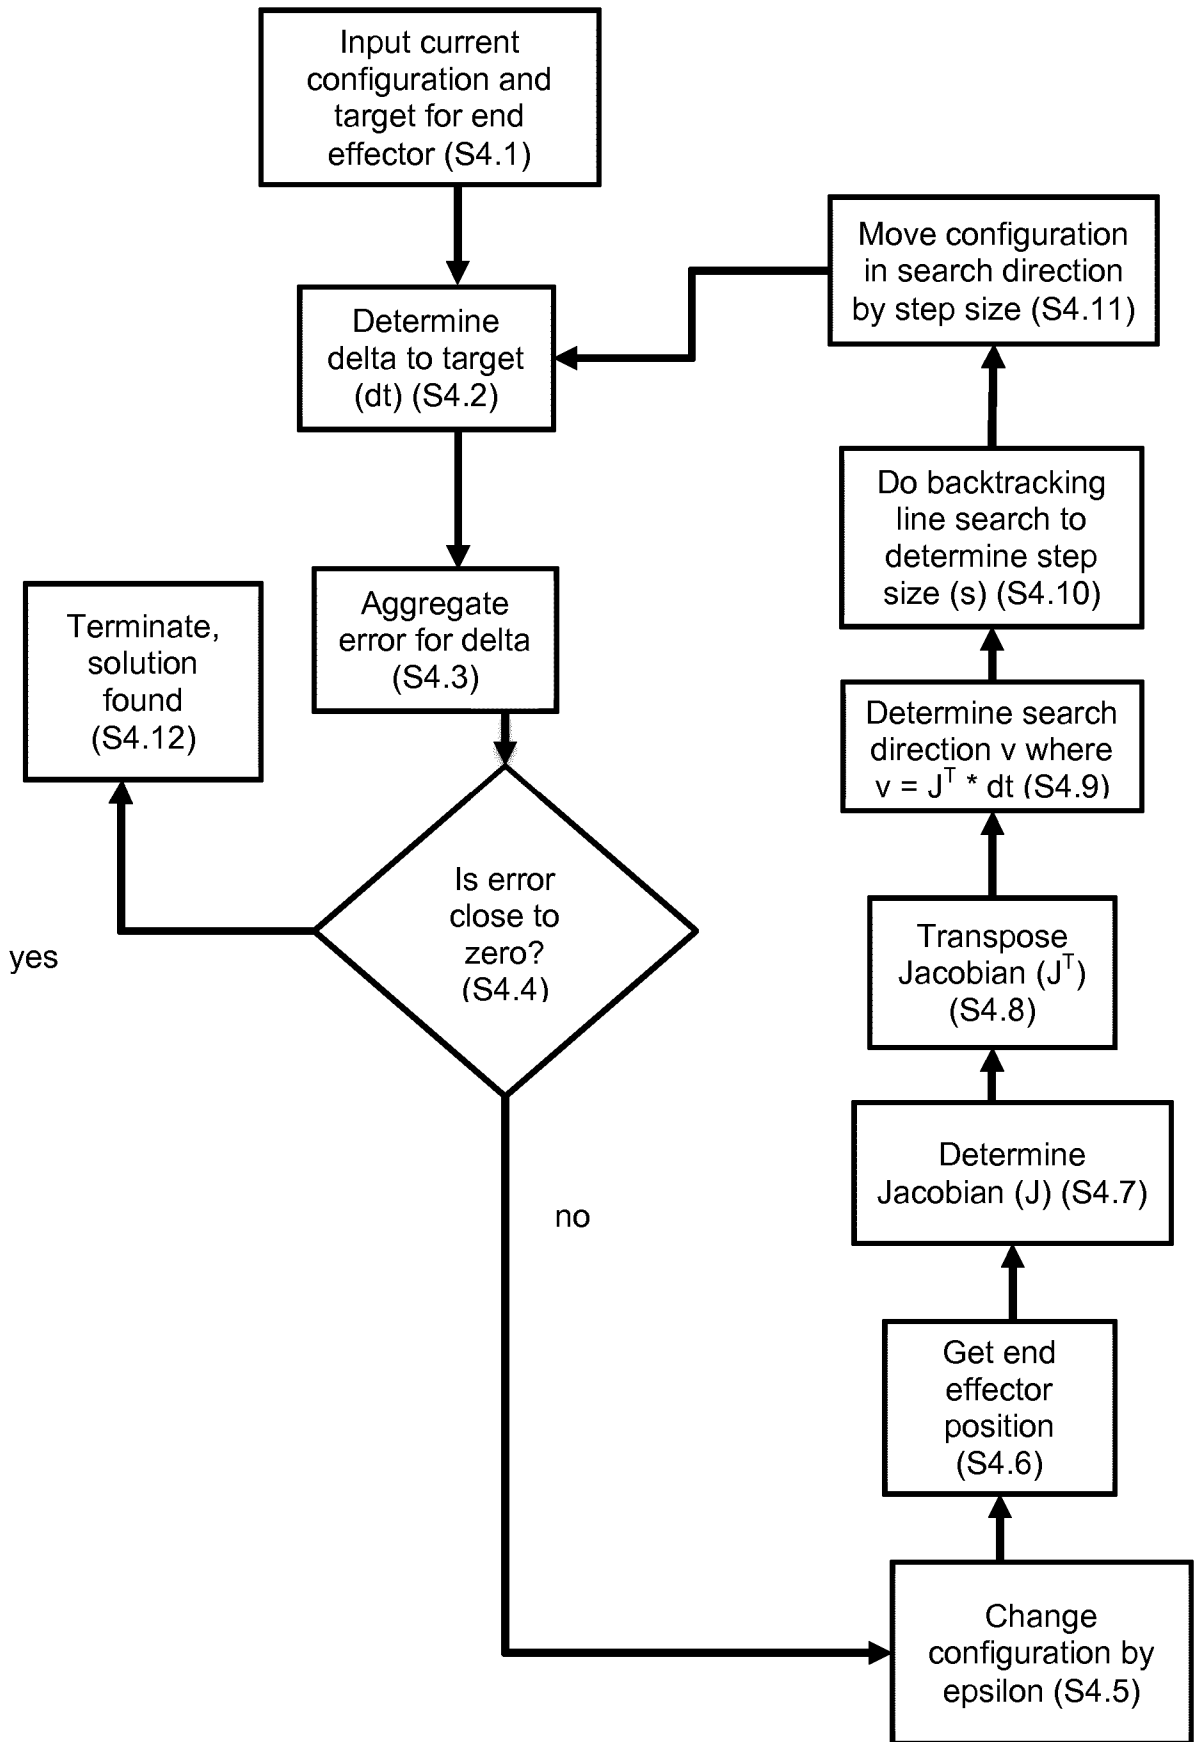 Input current
configuration and
target for end
effector (S4.1)
Determine
delta to target
(dt) (S4.2)
Aggregate
error for delta
(S4.3)
Is error
close to
zero?
(S4.4)
yes
Terminate,
solution
found
(S4.12)
no
Change
configuration by
epsilon (S4.5)
Get end
effector
position
(S4.6)
Determine
Jacobian (J) (S4.7)
Transpose
Jacobian (Jᵀ)
(S4.8)
Determine search
direction v where
v = Jᵀ * dt (S4.9)
Do backtracking
line search to
determine step
size (s) (S4.10)
Move configuration
in search direction
by step size (S4.11)